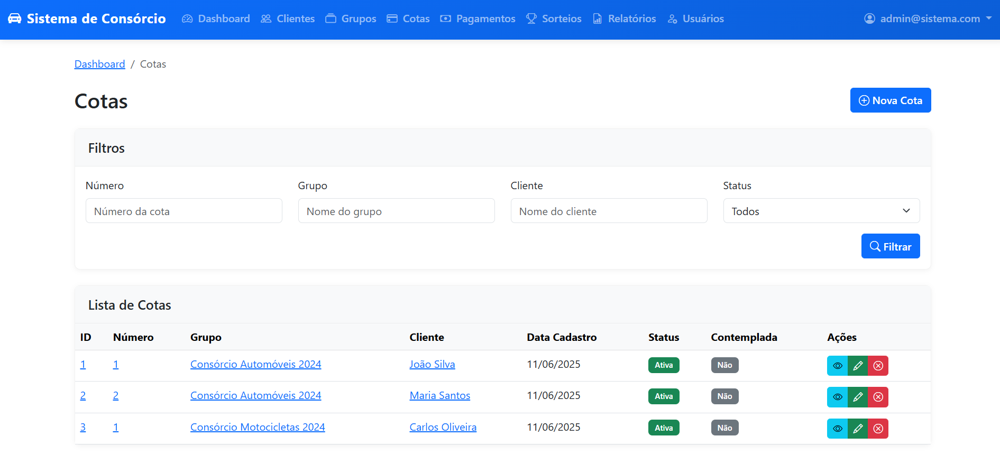 Sistema de Consórcio Dashboard Clientes Grupos Cotas Pagamentos Sorteios Relatórios Usuários admin@sistema.com
Dashboard / Cotas
Cotas
Nova Cota
Filtros
Número Grupo Cliente Status
Número da cota Nome do grupo Nome do cliente Todos
Filtrar
Lista de Cotas
ID Número Grupo Cliente Data Cadastro Status Contemplada Ações
1 1 Consórcio Automóveis 2024 João Silva 11/06/2025 Ativa Não
2 2 Consórcio Automóveis 2024 Maria Santos 11/06/2025 Ativa Não
3 1 Consórcio Motocicletas 2024 Carlos Oliveira 11/06/2025 Ativa Não